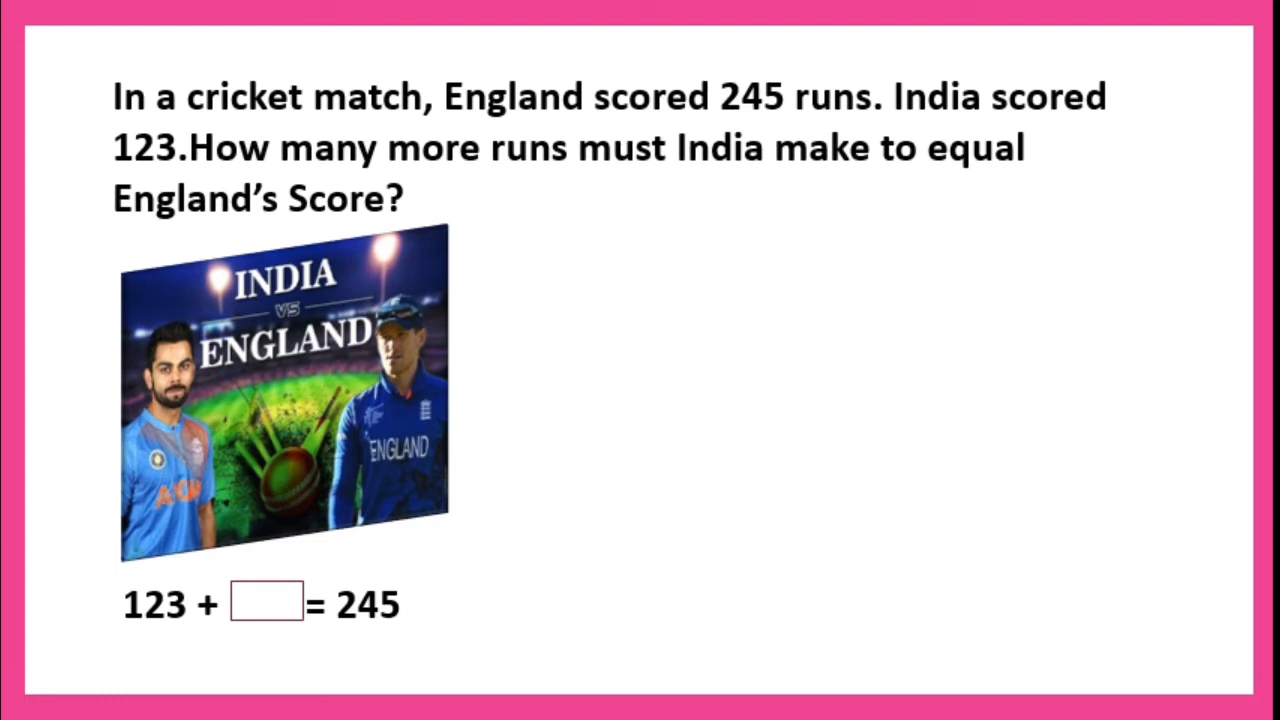 In a cricket match, England scored 245 runs. India scored
123.How many more runs must India make to equal
England’s Score?
INDIA
VS
ENGLAND
ENGLAND
123 + = 245